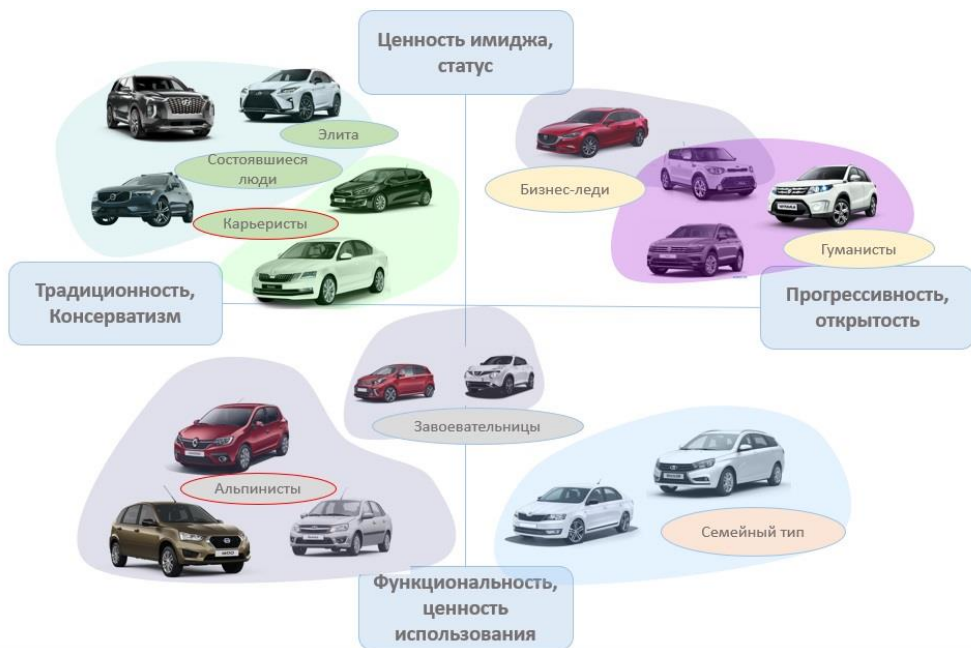 Ценность имиджа,
статус
Элита
Состоявшиеся
люди
Карьеристы
Бизнес-леди
Гуманисты
Традиционность,
Консерватизм
Прогрессивность,
открытость
Завоевательницы
Альпинисты
Семейный тип
Функциональность,
ценность
использования